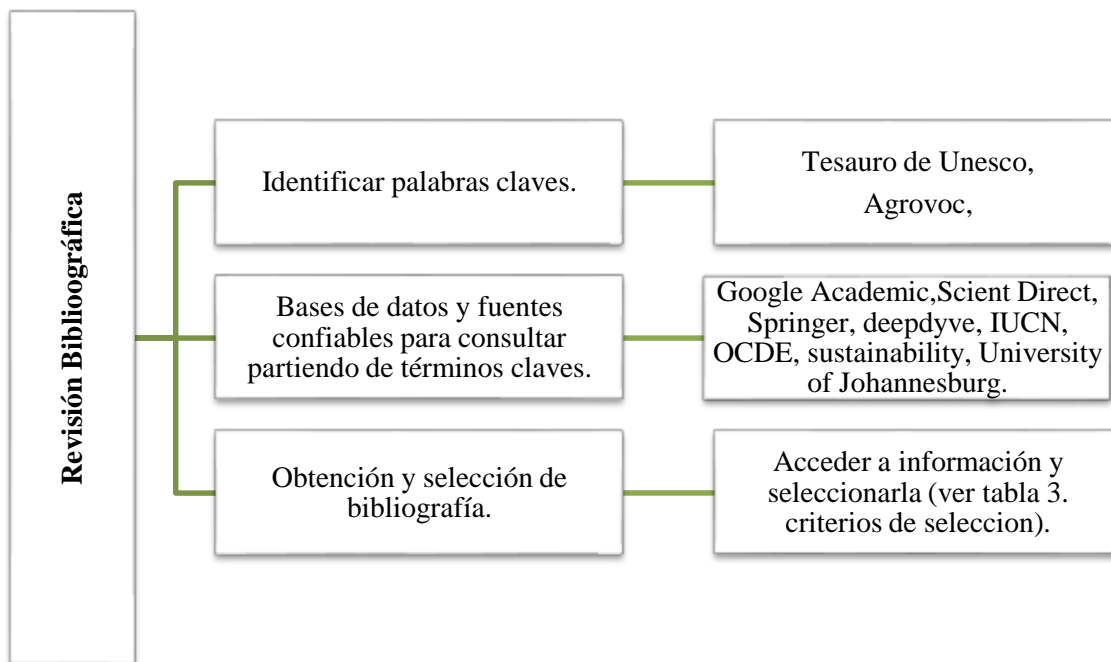 Revisión Biblioográfica
Identificar palabras claves.
Tesauro de Unesco,
Agrovoc,
Bases de datos y fuentes
confiables para consultar
partiendo de términos claves.
Google Academic,Scient Direct,
Springer, deepdyve, IUCN,
OCDE, sustainability, University
of Johannesburg.
Obtención y selección de
bibliografía.
Acceder a información y
seleccionarla (ver tabla 3.
criterios de seleccion).